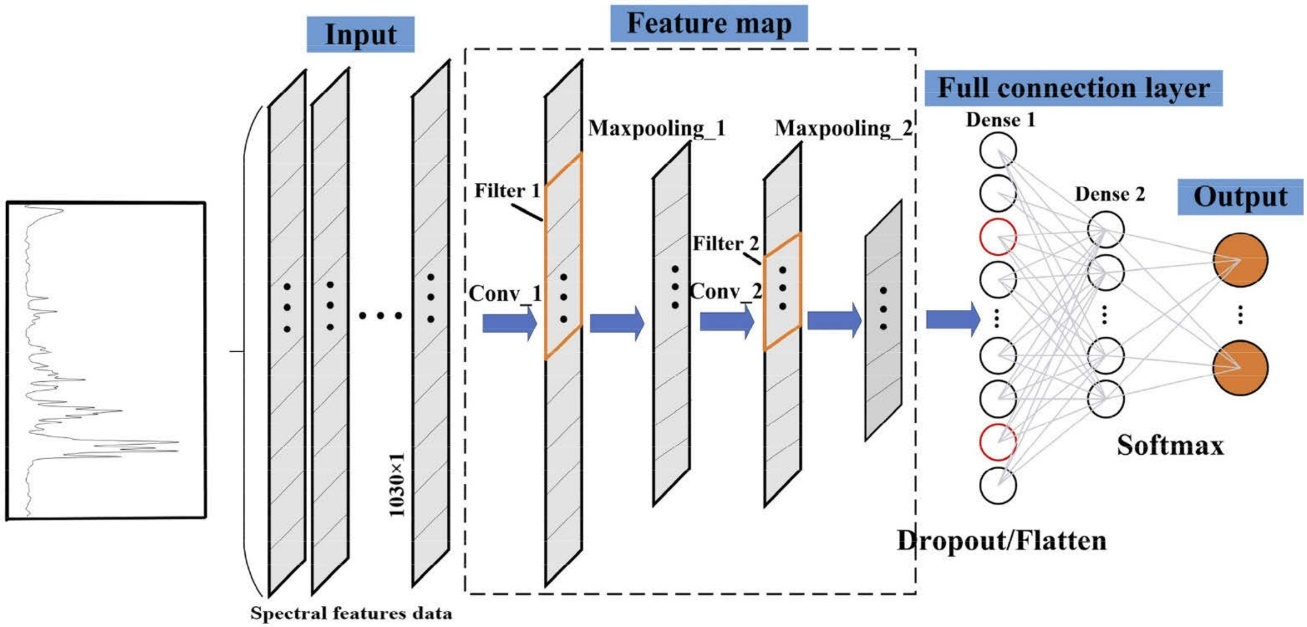 Input
Feature map
Full connection layer
Dense 1
Maxpooling_1
Maxpooling_2
Filter 1
Dense 2
Output
Filter 2
Conv_1
Conv_2
1030×1
Softmax
Dropout/Flatten
Spectral features data